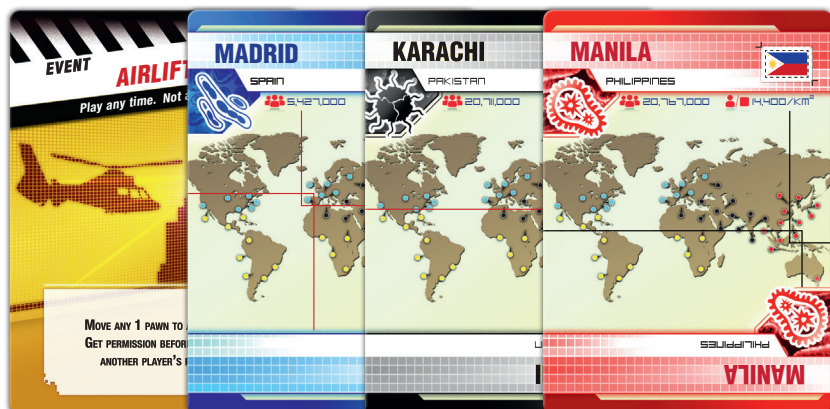 EVENT
AIRLIFT
Play any time. Not a
MOVE ANY 1 PAWN TO
GET PERMISSION BEFOR
ANOTHER PLAYER'S
MADRID
SPAIN
5,427,000
KARACHI
PAKISTAN
20,711,000
MANILA
PHILIPPINES
20,767,000 14,400/KM²
PHILIPPINES
MANILA